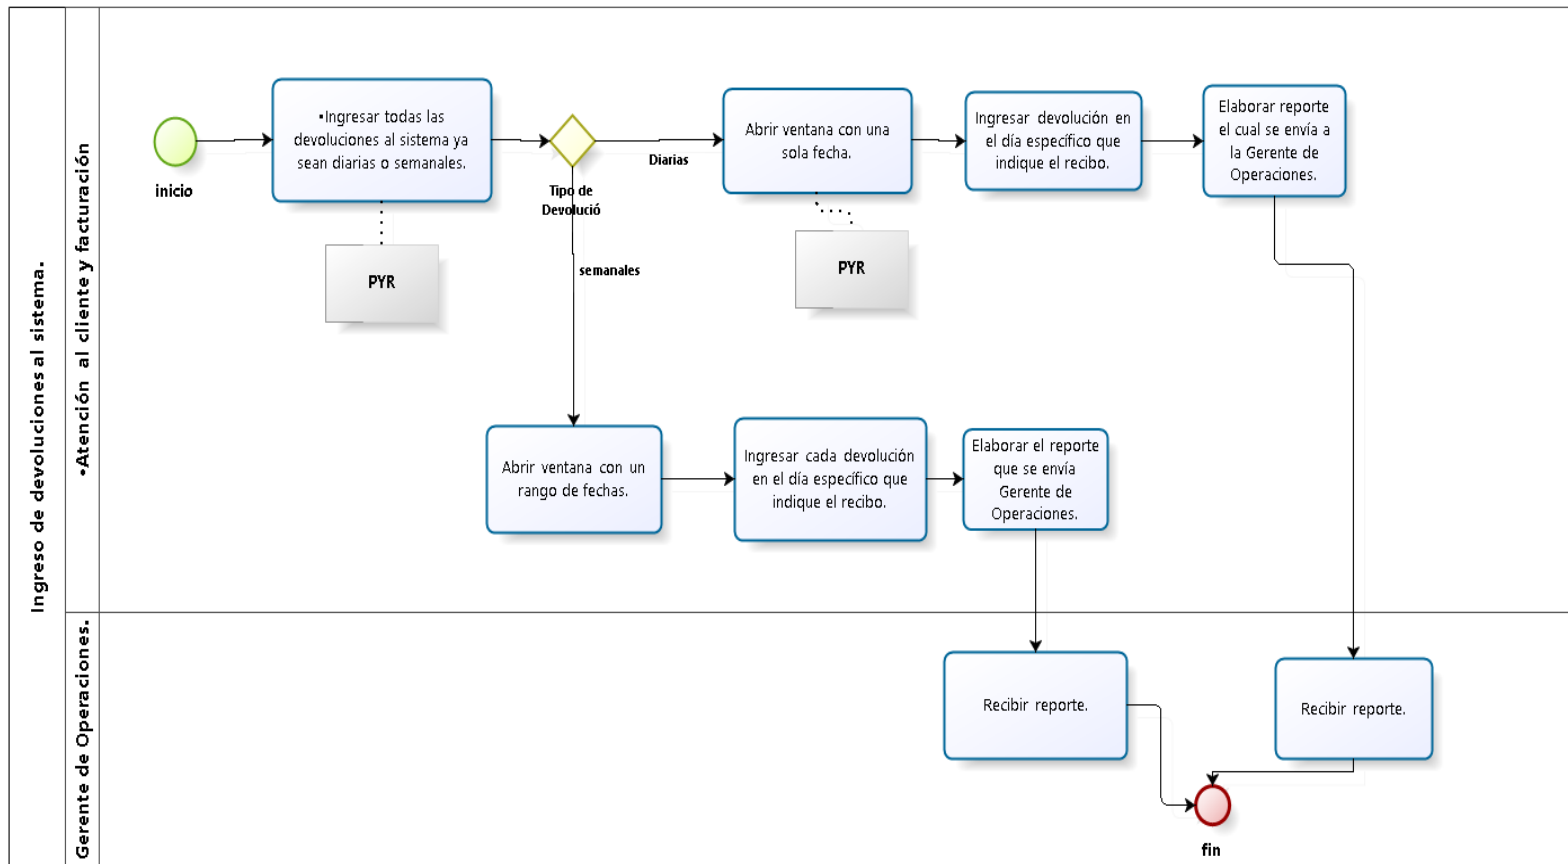 Ingreso de devoluciones al sistema.
•Atención al cliente y facturación
inicio
•Ingresar todas las
devoluciones al sistema ya
sean diarias o semanales.
PYR
Tipo de
Devolució
Diarias
Abrir ventana con una
sola fecha.
PYR
Ingresar devolución en
el día específico que
indique el recibo.
Elaborar reporte
el cual se envía a
la Gerente de
Operaciones.
semanales
Abrir ventana con un
rango de fechas.
Ingresar cada devolución
en el día específico que
indique el recibo.
Elaborar el reporte
que se envía
Gerente de
Operaciones.
Gerente de Operaciones.
Recibir reporte.
Recibir reporte.
fin